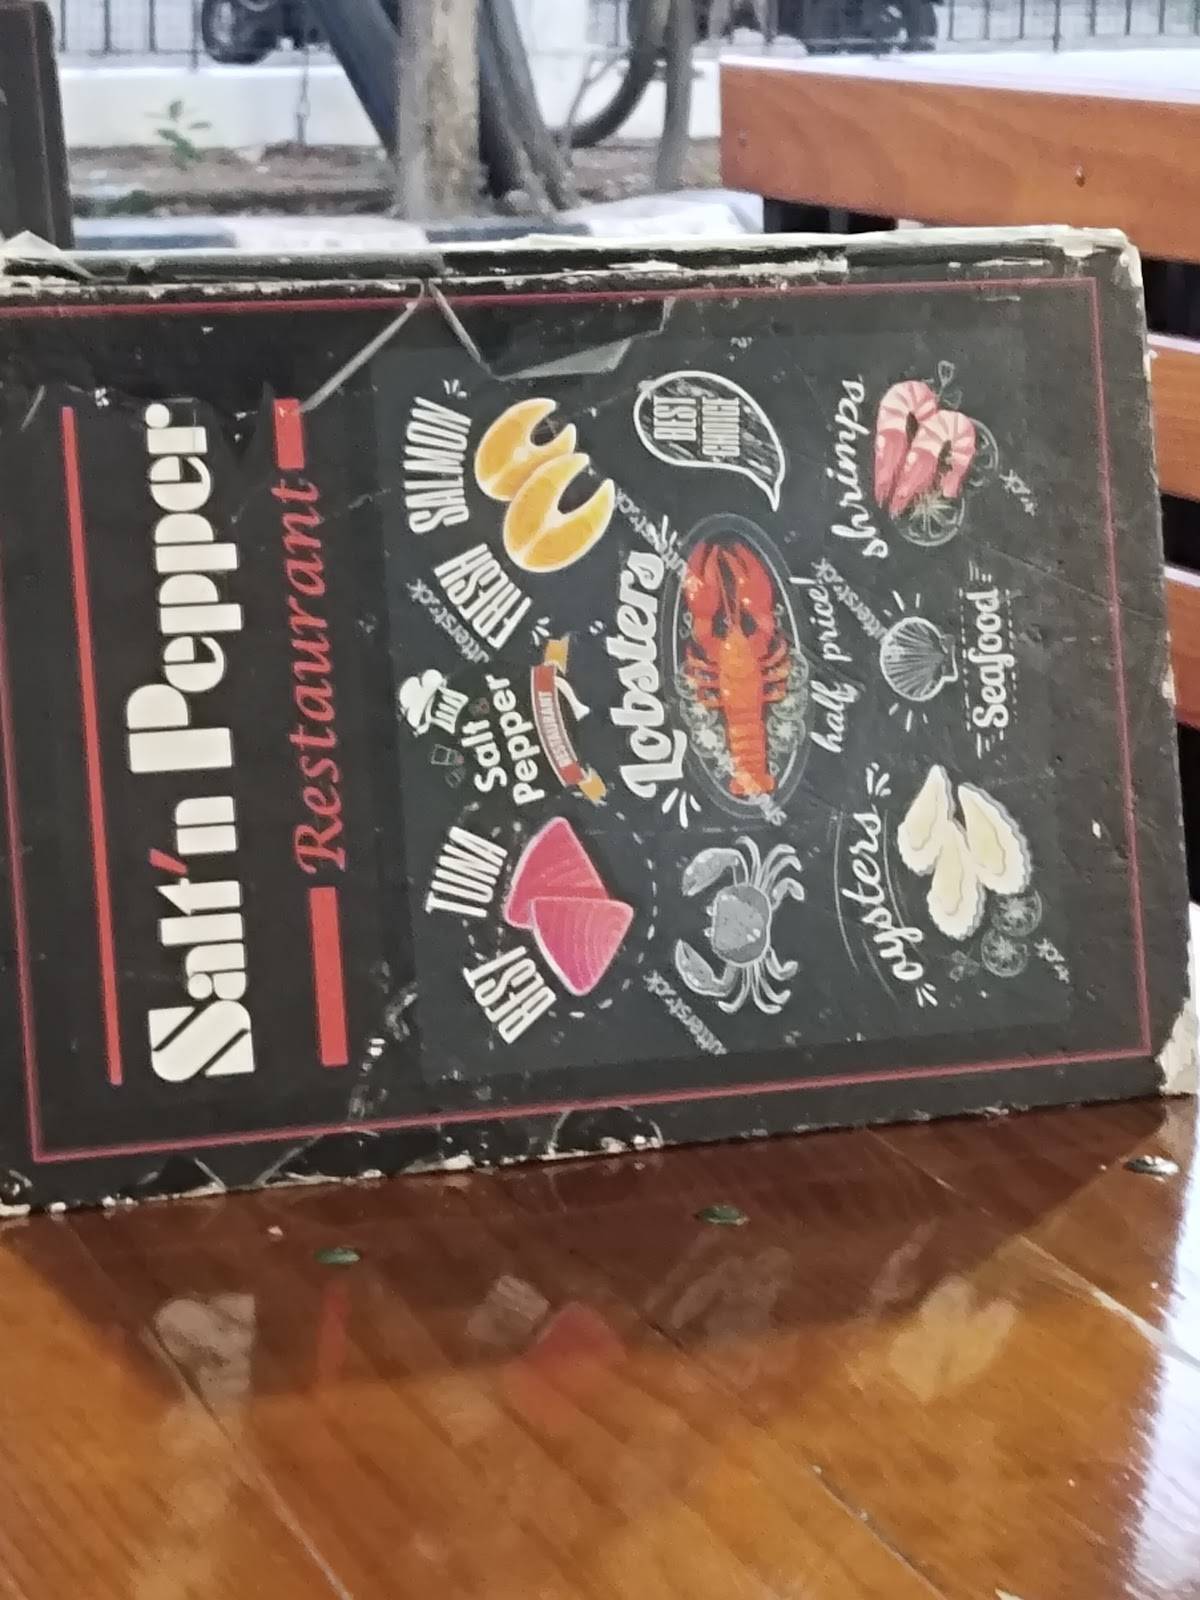 Salt'n Pepper
Restaurant
BEST TUNA
Salt &
Pepper
RESTAURANT
FRESH SALMON
Lobsters
BEST
CHOICE
half price!
oysters
shrimps
Seafood